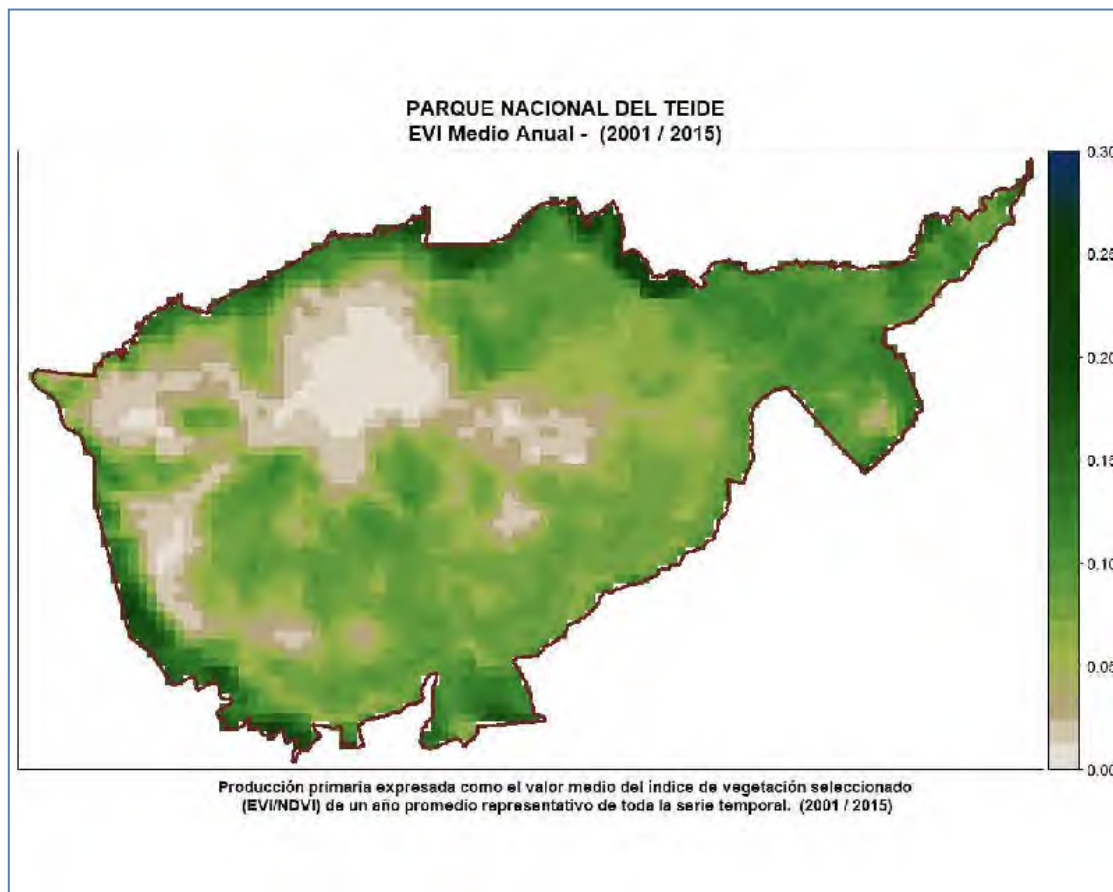 PARQUE NACIONAL DEL TEIDE
EVI Medio Anual - (2001 / 2015)
0.30
0.25
0.20
0.15
0.10
0.05
0.00
Producción primaria expresada como el valor medio del índice de vegetación seleccionado
(EVI/NDVI) de un año promedio representativo de toda la serie temporal. (2001 / 2015)